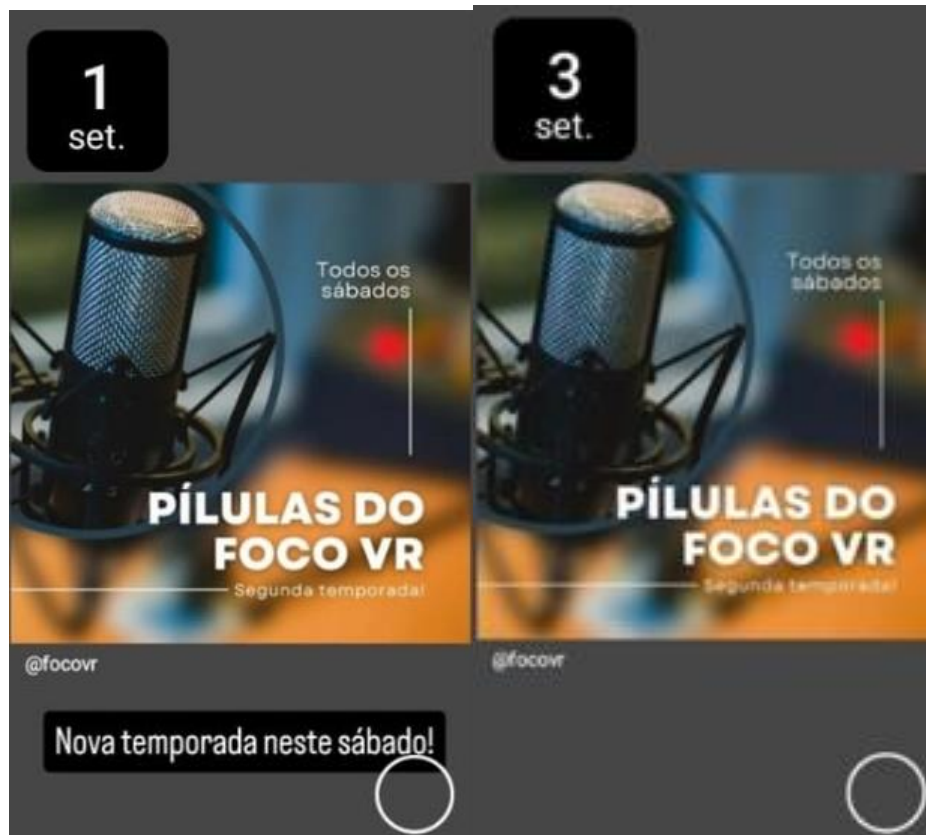 1
set.
Todos os
sábados
PÍLULAS DO
FOCO VR
Segunda temporada!
@focovr
Nova temporada neste sábado!
3
set.
Todos os
sábados
PÍLULAS DO
FOCO VR
Segunda temporada!
@focovr